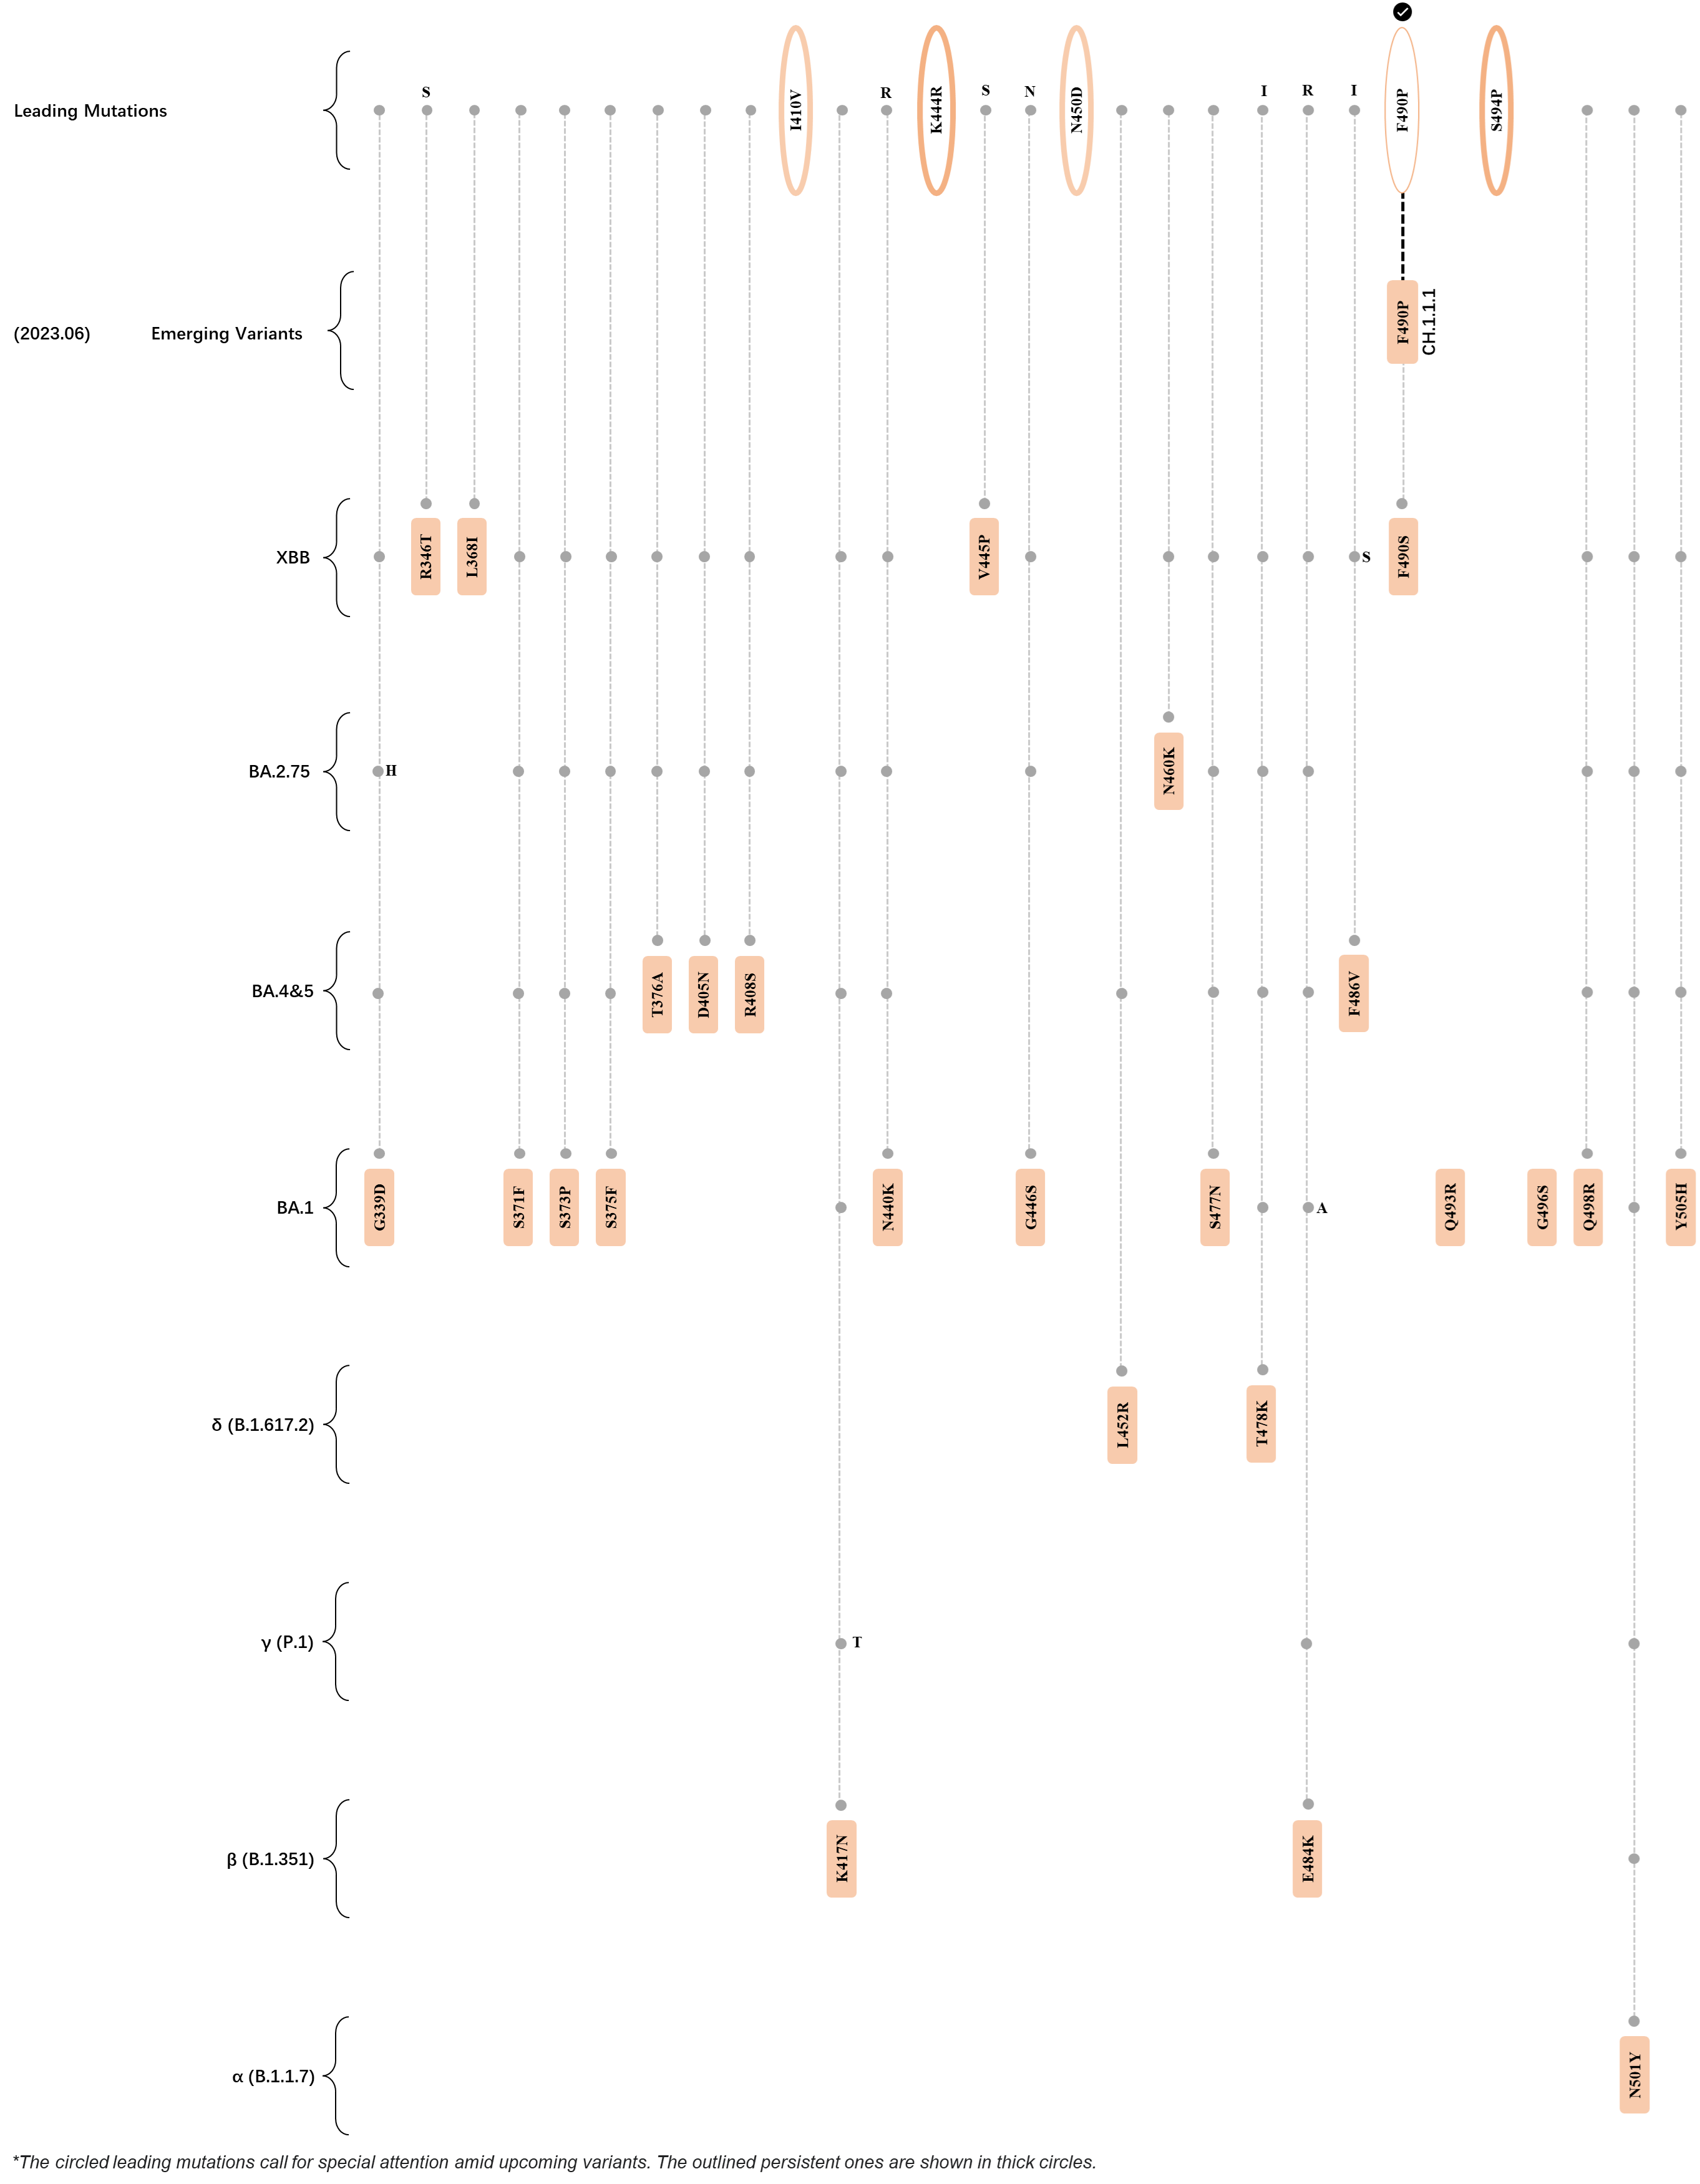 S R S N I R I
I410V K444R N450D F490P S494P
Leading Mutations
(2023.06) Emerging Variants
F490P CH.1.1.1
XBB
R346T L368I V445P S F490S
BA.2.75
H N460K
BA.4&5
T376A D405N R408S F486V
BA.1
G339D S371F S373P S375F N440K G446S S477N A Q493R G496S Q498R Y505H
δ (B.1.617.2)
L452R T478K
γ (P.1)
T
β (B.1.351)
K417N E484K
α (B.1.1.7)
N501Y
*The circled leading mutations call for special attention amid upcoming variants. The outlined persistent ones are shown in thick circles.